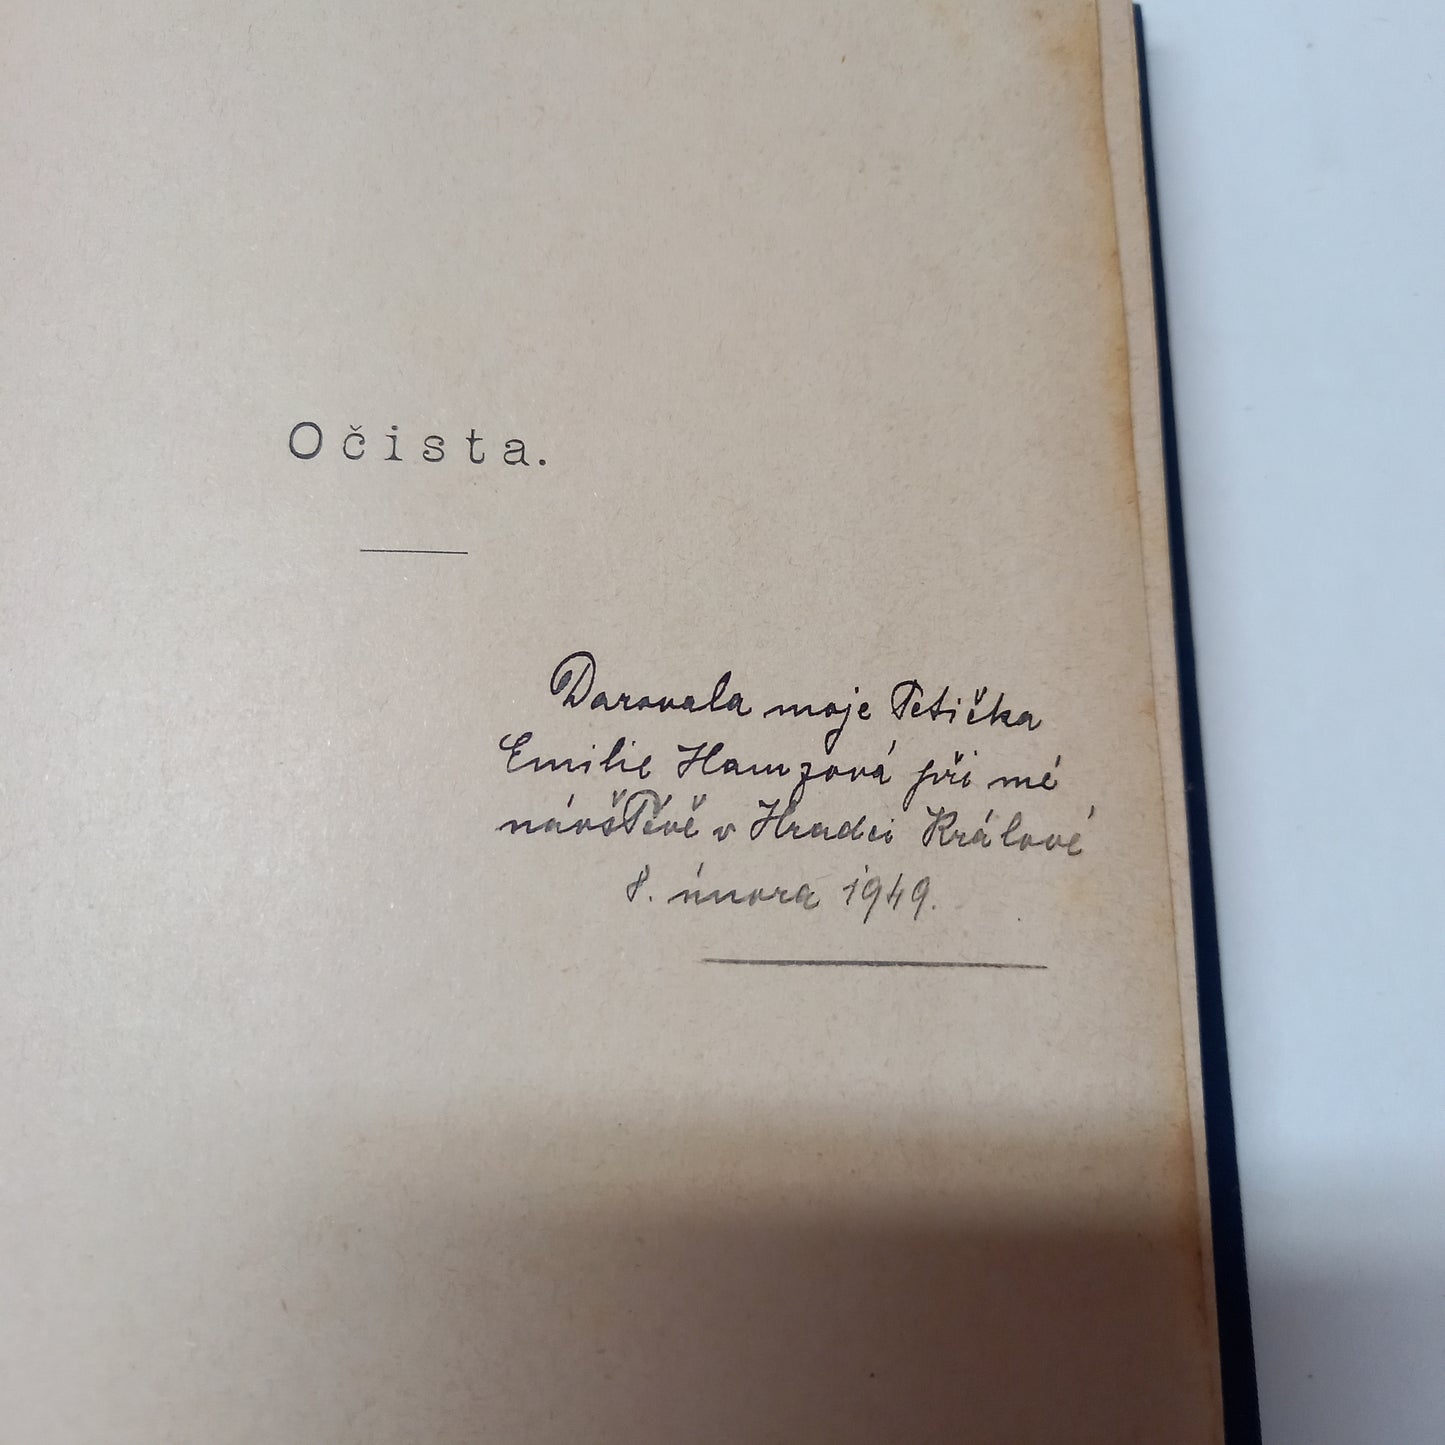 Očista.
Darovala moje Tetička
Emilie Hamzová při mé
návštěvě v Hradci Králové
8. února 1949.